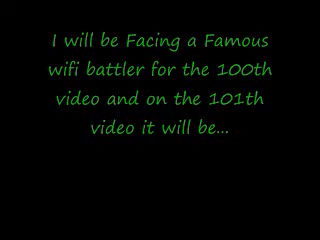 I will be Facing a Famous
wifi battler for the 100th
video and on the 101th
video it will be...